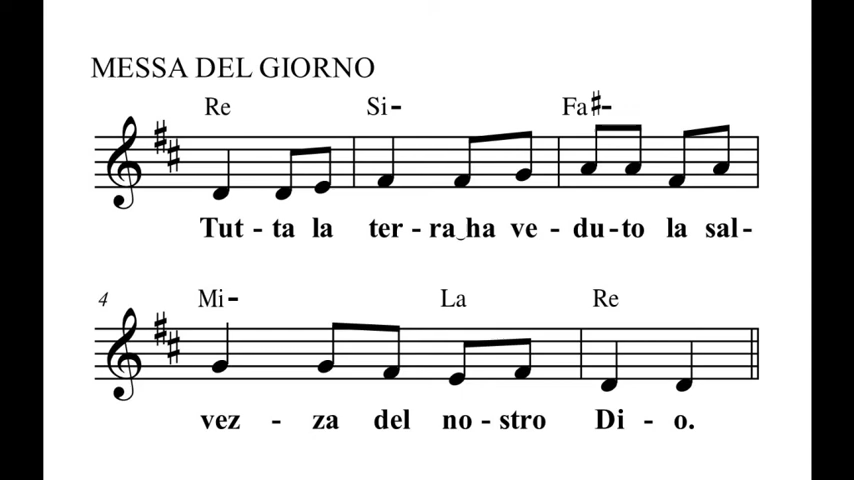 MESSA DEL GIORNO
Re Si- Fa#-
Tut - ta la ter - ra ha ve - du - to la sal -
4 Mi- La Re
vez - za del no - stro Di - o.